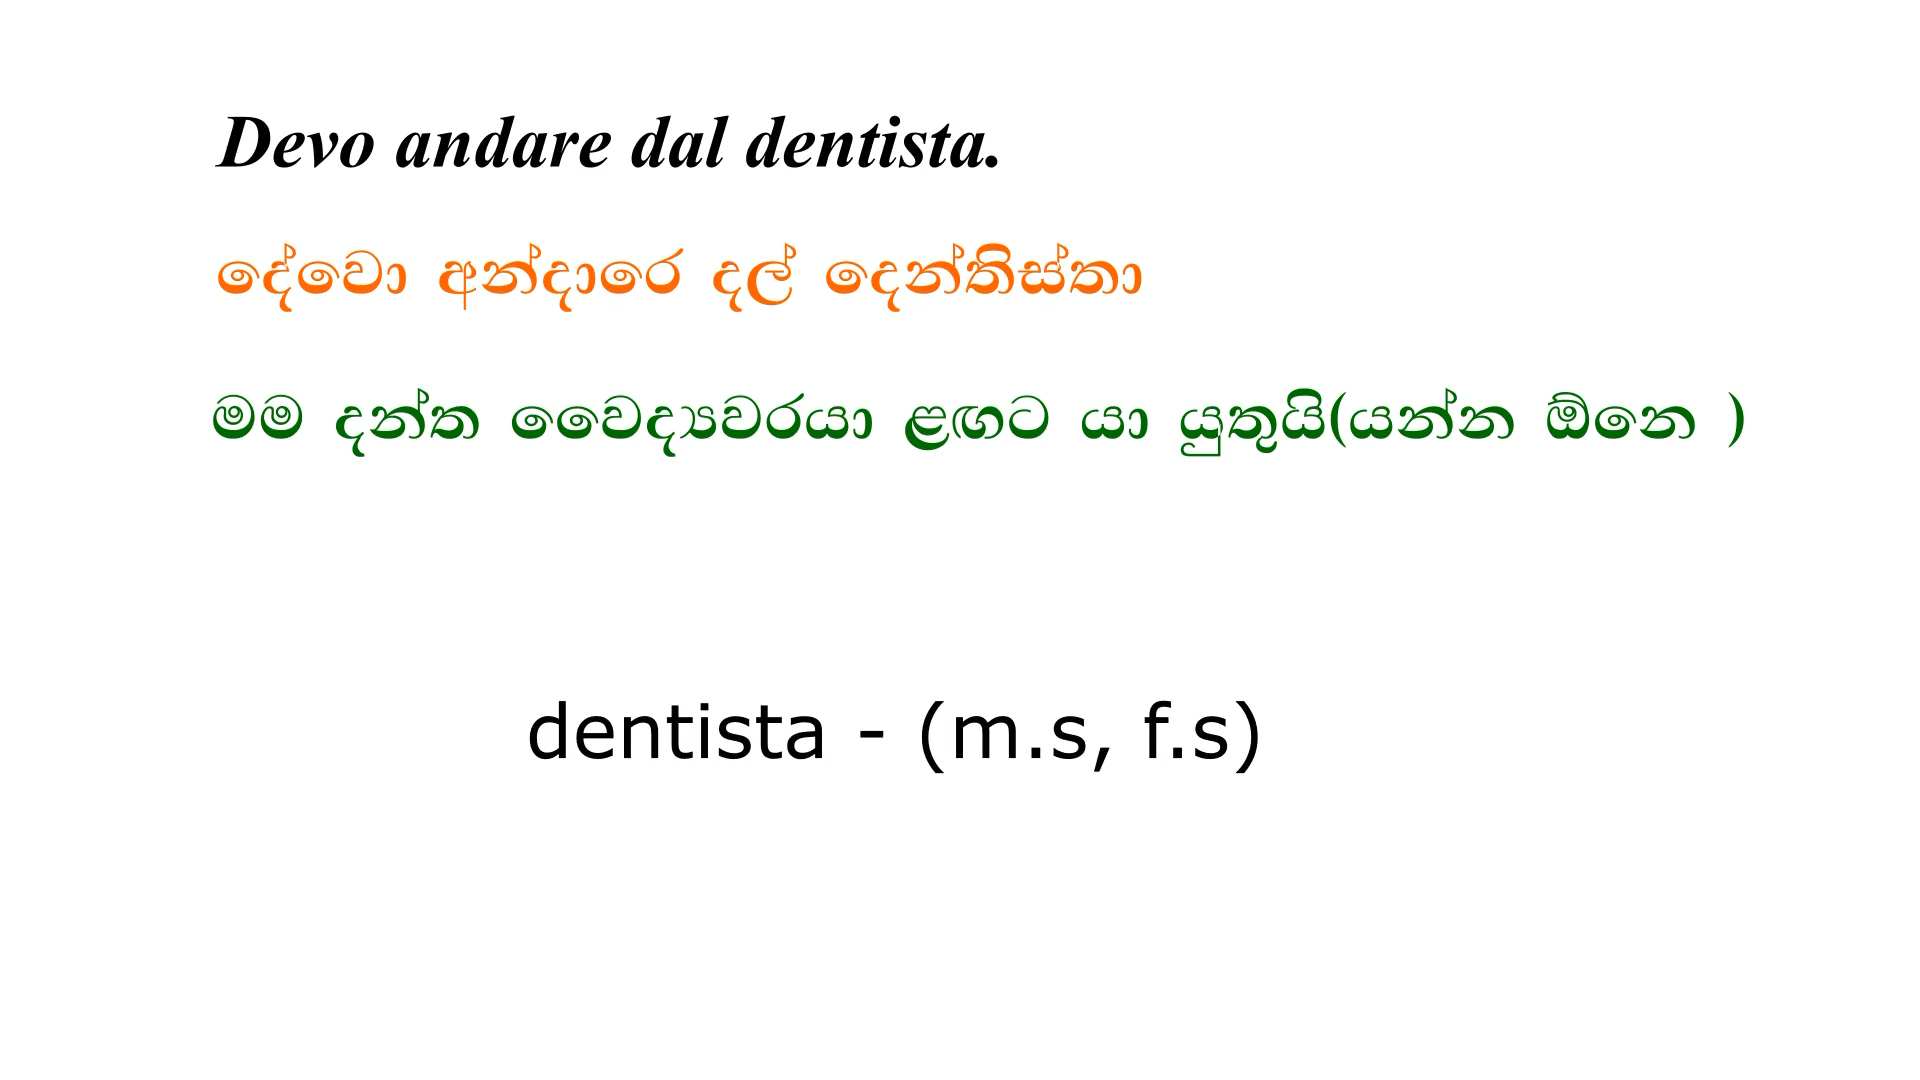 Devo andare dal dentista.
දේවො අන්දාරෙ දල් දෙන්තිස්තා
මම දන්ත වෛද්‍යවරයා ළඟට යා යුතුයි(යන්න ඕනෙ )
dentista - (m.s, f.s)